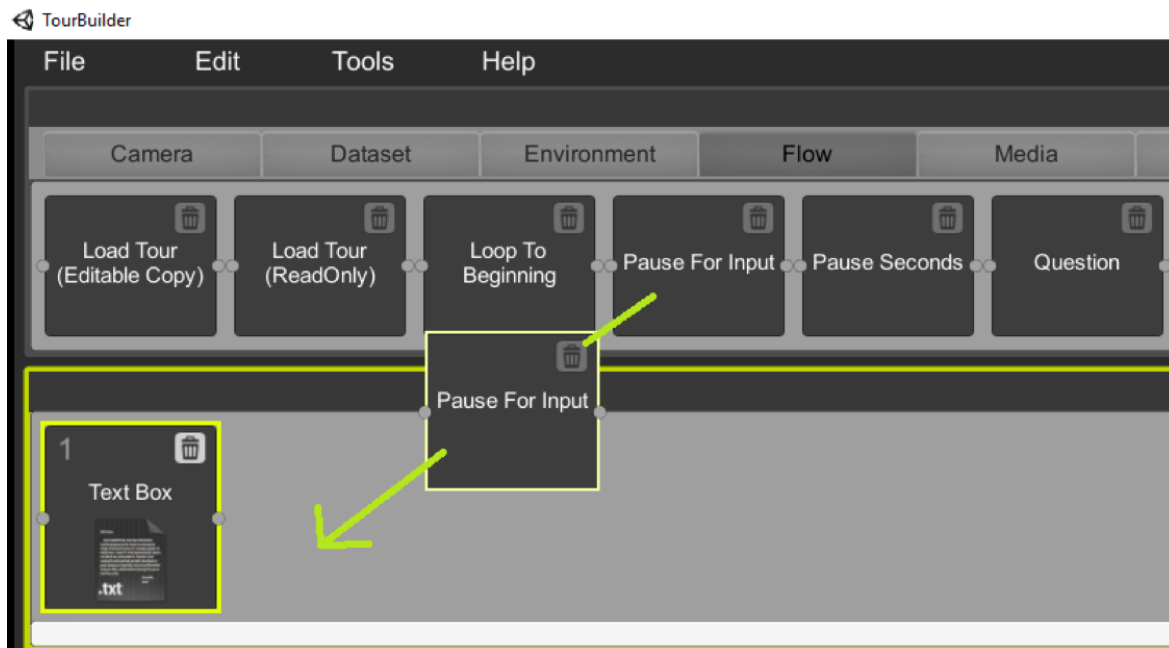 TourBuilder
File Edit Tools Help
Camera Dataset Environment Flow Media
Load Tour
(Editable Copy)
Load Tour
(ReadOnly)
Loop To
Beginning
Pause For Input
Pause Seconds
Question
Pause For Input
1
Text Box
.txt